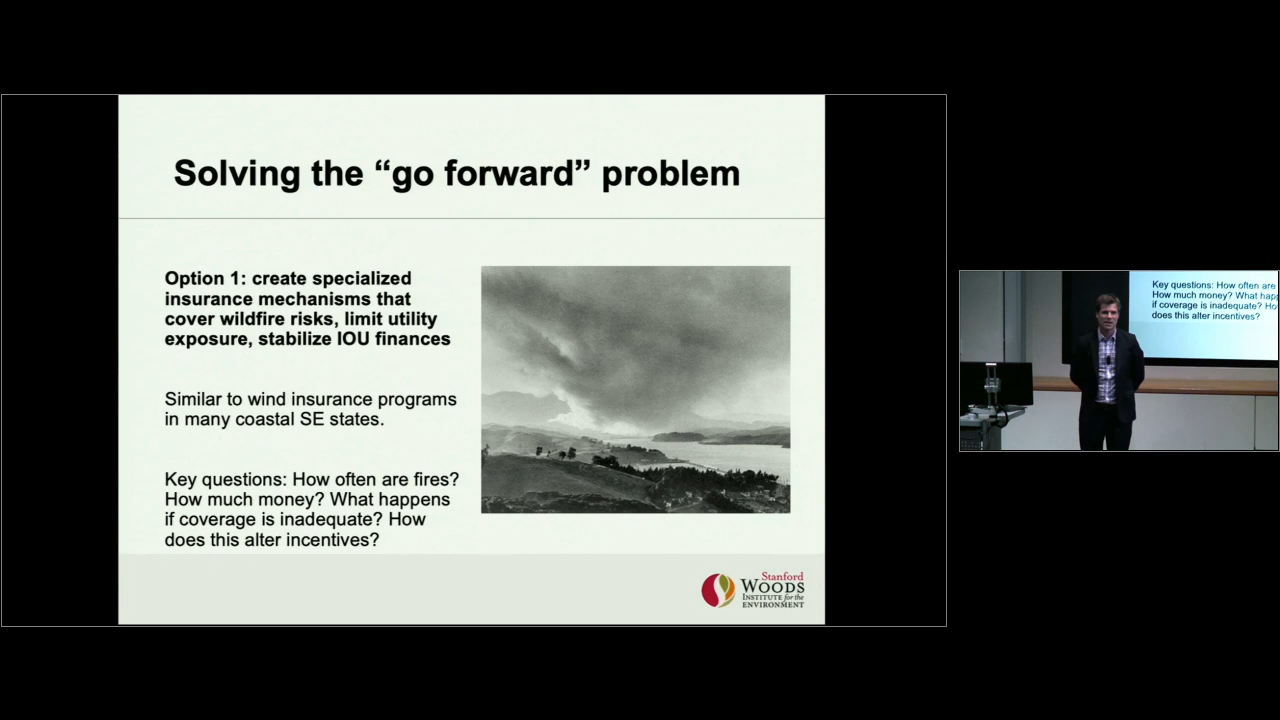 Solving the “go forward” problem
Option 1: create specialized
insurance mechanisms that
cover wildfire risks, limit utility
exposure, stabilize IOU finances
Similar to wind insurance programs
in many coastal SE states.
Key questions: How often are fires?
How much money? What happens
if coverage is inadequate? How
does this alter incentives?
Stanford
WOODS
INSTITUTE for the
ENVIRONMENT
Key questions: How often are
How much money? What hap
if coverage is inadequate? Ho
does this alter incentives?